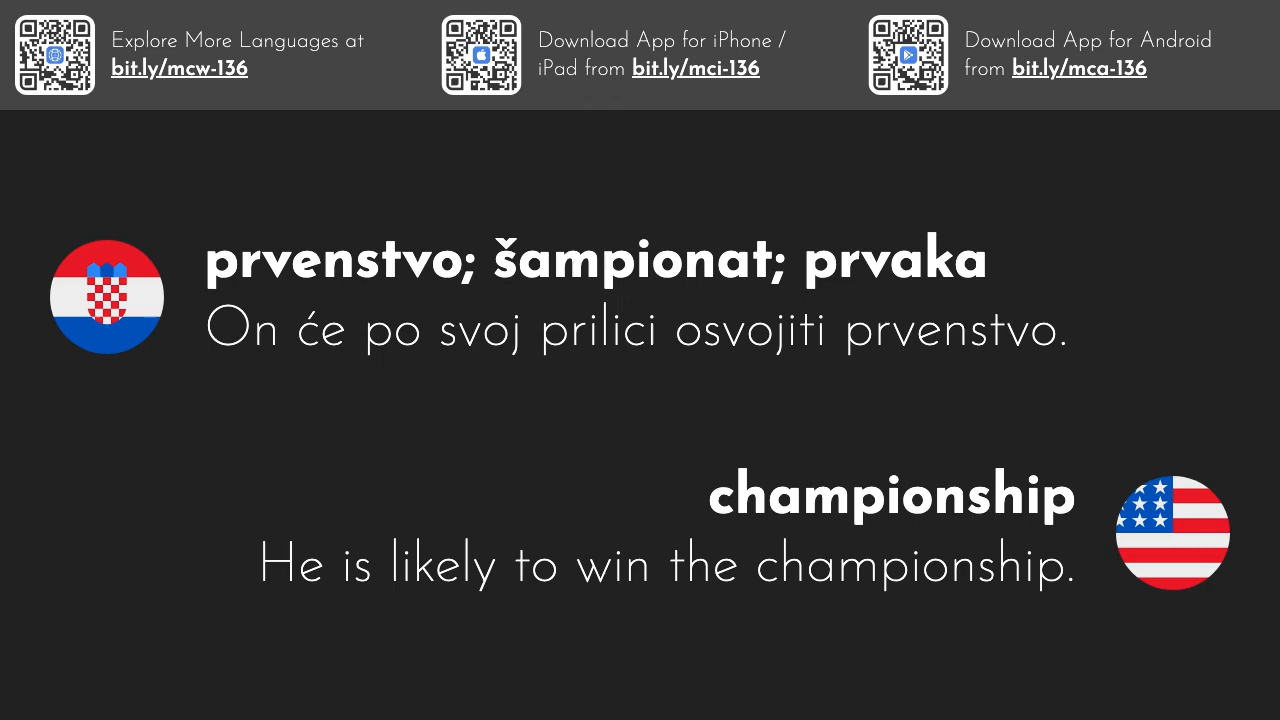 Explore More Languages at
bit.ly/mcw-136
Download App for iPhone /
iPad from bit.ly/mci-136
Download App for Android
from bit.ly/mca-136
prvenstvo; šampionat; prvaka
On će po svoj prilici osvojiti prvenstvo.
championship
He is likely to win the championship.